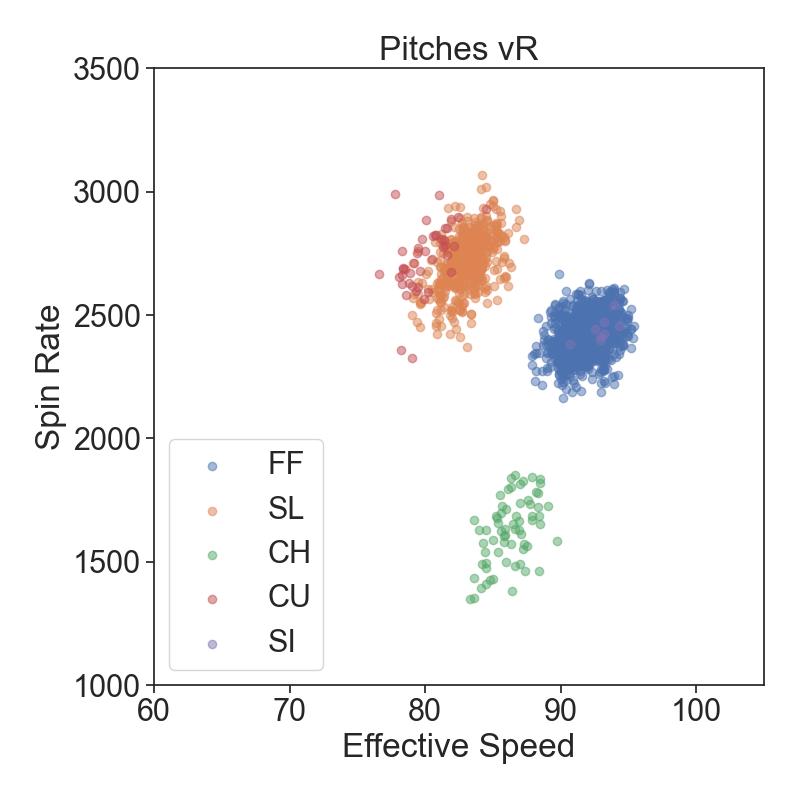 Pitches vR
3500
3000
2500
2000
1500
1000
Spin Rate
FF
SL
CH
CU
SI
60 70 80 90 100
Effective Speed